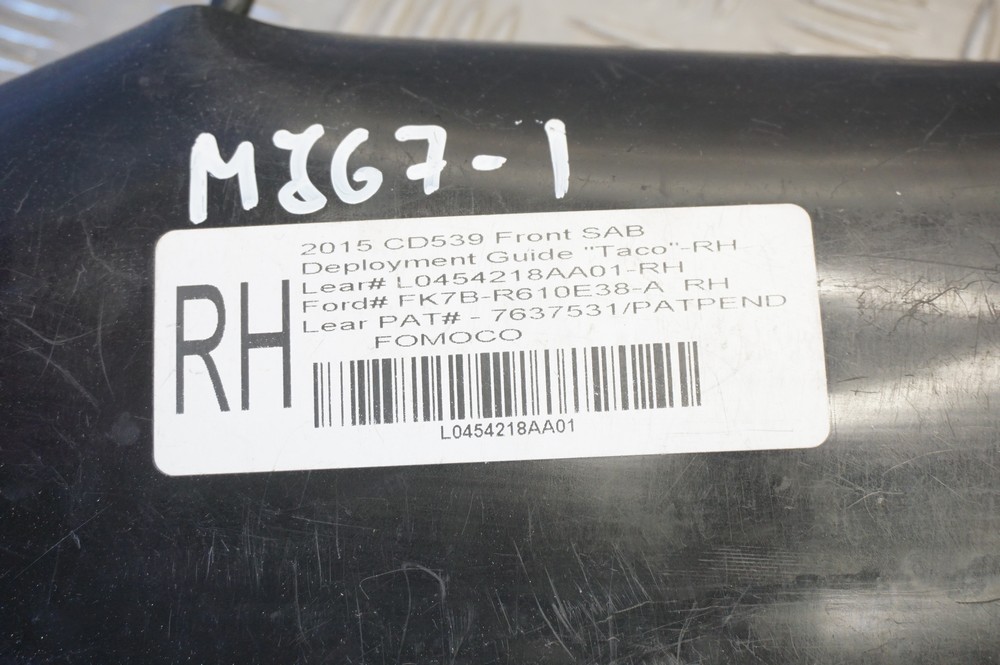 MJG7-1
RH
2015 CD539 Front SAB
Deployment Guide "Taco"-RH
Lear# L0454218AA01-RH
Ford# FK7B-R610E38-A RH
Lear PAT# - 7637531/PATPEND
FOMOCO
L0454218AA01